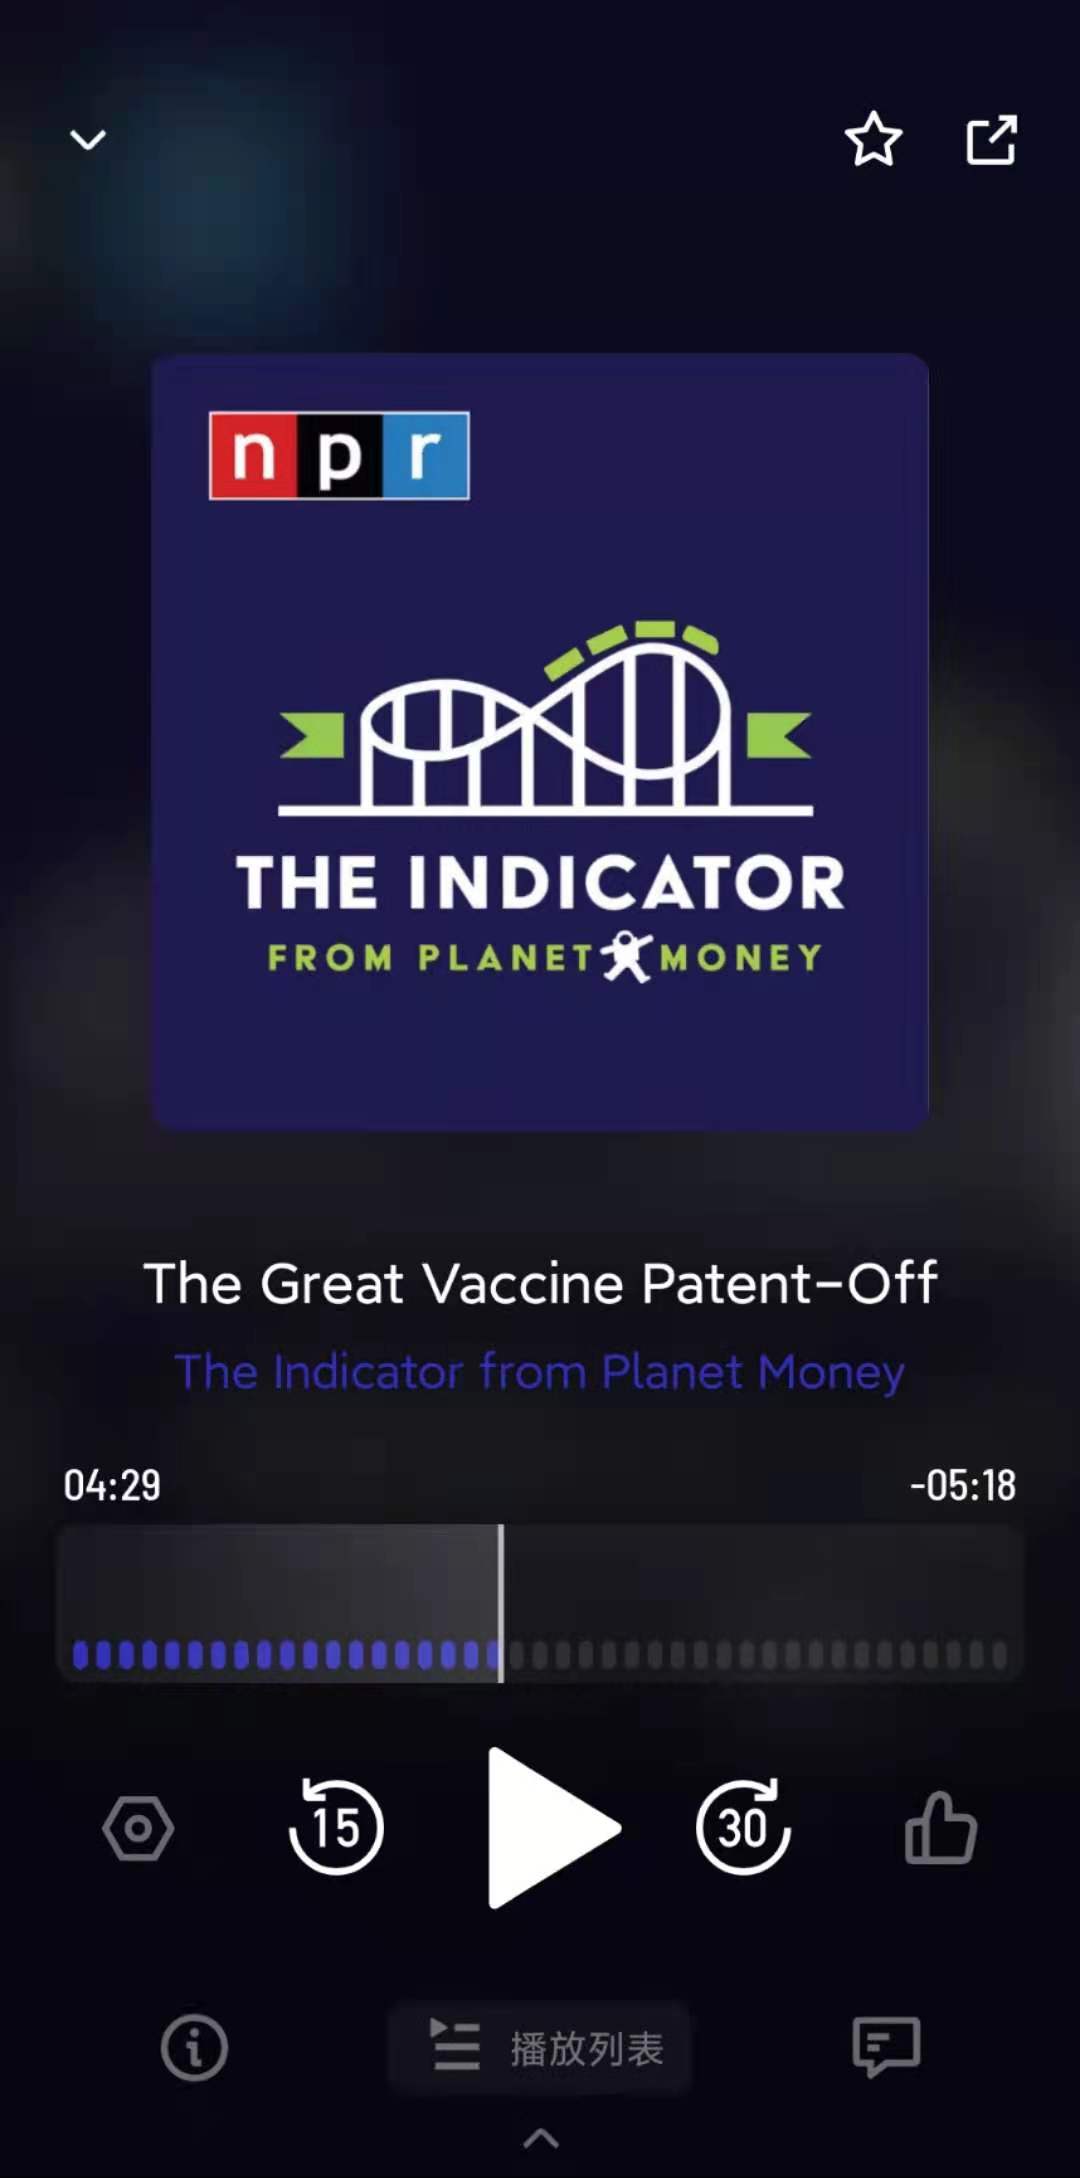 npr
THE INDICATOR
FROM PLANET MONEY
The Great Vaccine Patent-Off
The Indicator from Planet Money
04:29
-05:18
15
30
播放列表